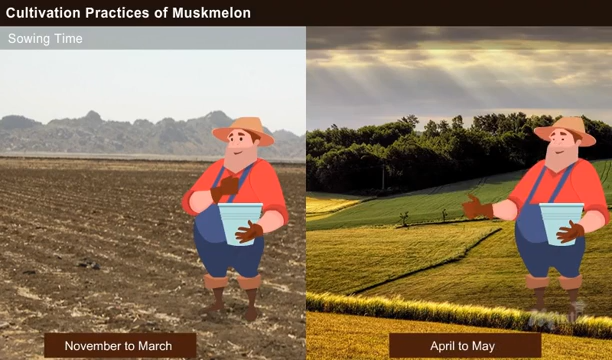 Cultivation Practices of Muskmelon
Sowing Time
November to March
April to May